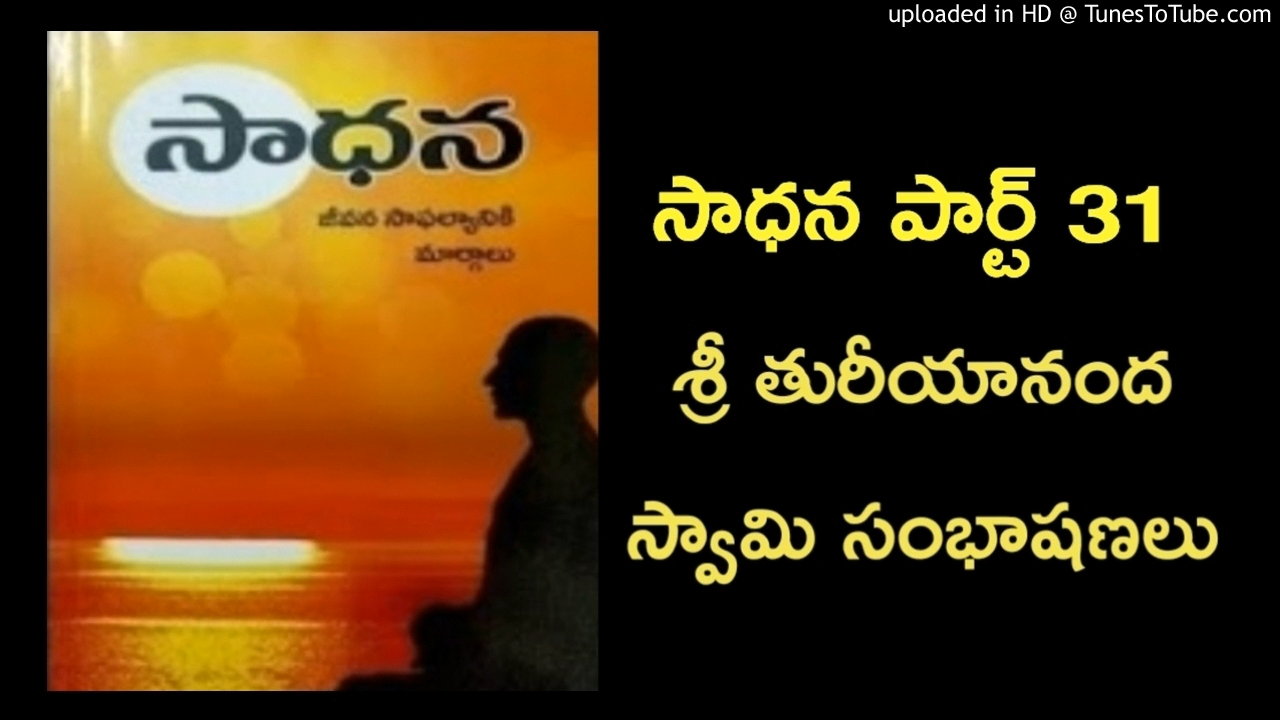 uploaded in HD @ TunesToTube.com
సాధన
జీవన సాఫల్యానికి
మార్గాలు
సాధన పార్ట్ 31
శ్రీ తురీయానంద
స్వామి సంభాషణలు